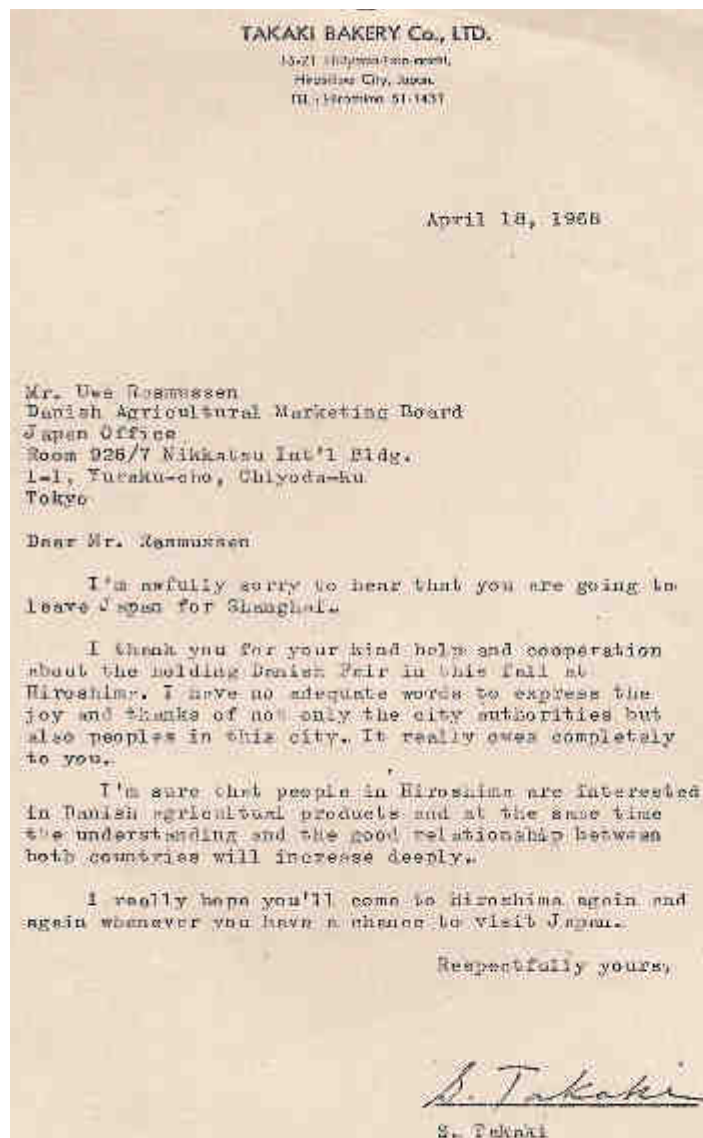 TAKAKI BAKERY Co., LTD.
Hiroshima City, Japan.
TEL: Hiroshima 51-1437
April 18, 1968
Mr. Uwe Rasmussen
Danish Agricultural Marketing Board
Japan Office
Room 926/7 Nikkatsu Int'l Bldg.
1-1, Yuraku-cho, Chiyoda-ku
Tokyo
Dear Mr. Rasmussen
I'm awfully sorry to hear that you are going to
leave Japan for Shanghai.
I thank you for your kind help and cooperation
about the holding Danish Fair in this fall at
Hiroshima. I have no adequate words to express the
joy and thanks of not only the city authorities but
also peoples in this city. It really owes completely
to you.
I'm sure that people in Hiroshima are interested
in Danish agricultual products and at the same time
the understanding and the good relationship between
both countries will increase deeply.
I really hope you'll come to Hiroshima again and
again whenever you have a chance to visit Japan.
Respectfully yours,
S. Takaki
S. Takaki